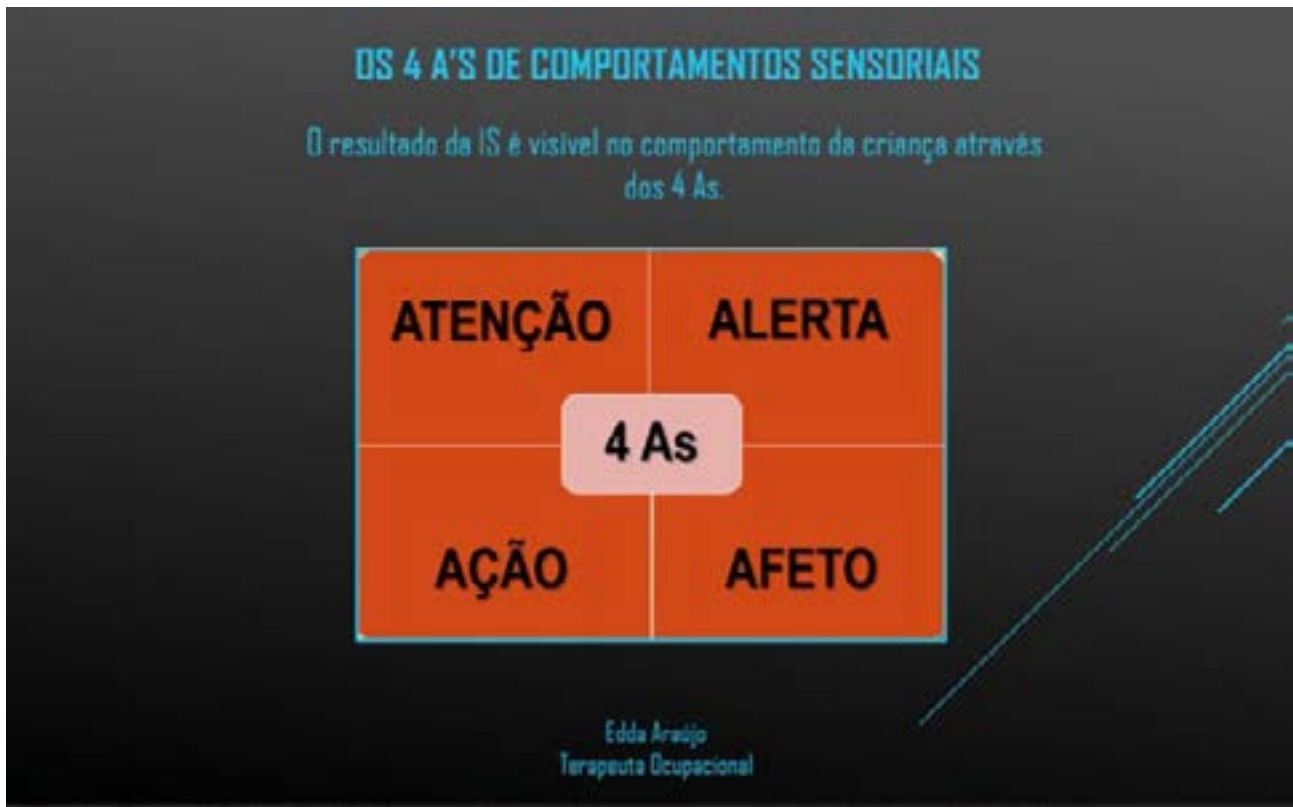 OS 4 A'S DE COMPORTAMENTOS SENSORIAIS
O resultado da IS é visível no comportamento da criança através
dos 4 As.
ATENÇÃO
ALERTA
4 As
AÇÃO
AFETO
Edda Araújo
Terapeuta Ocupacional